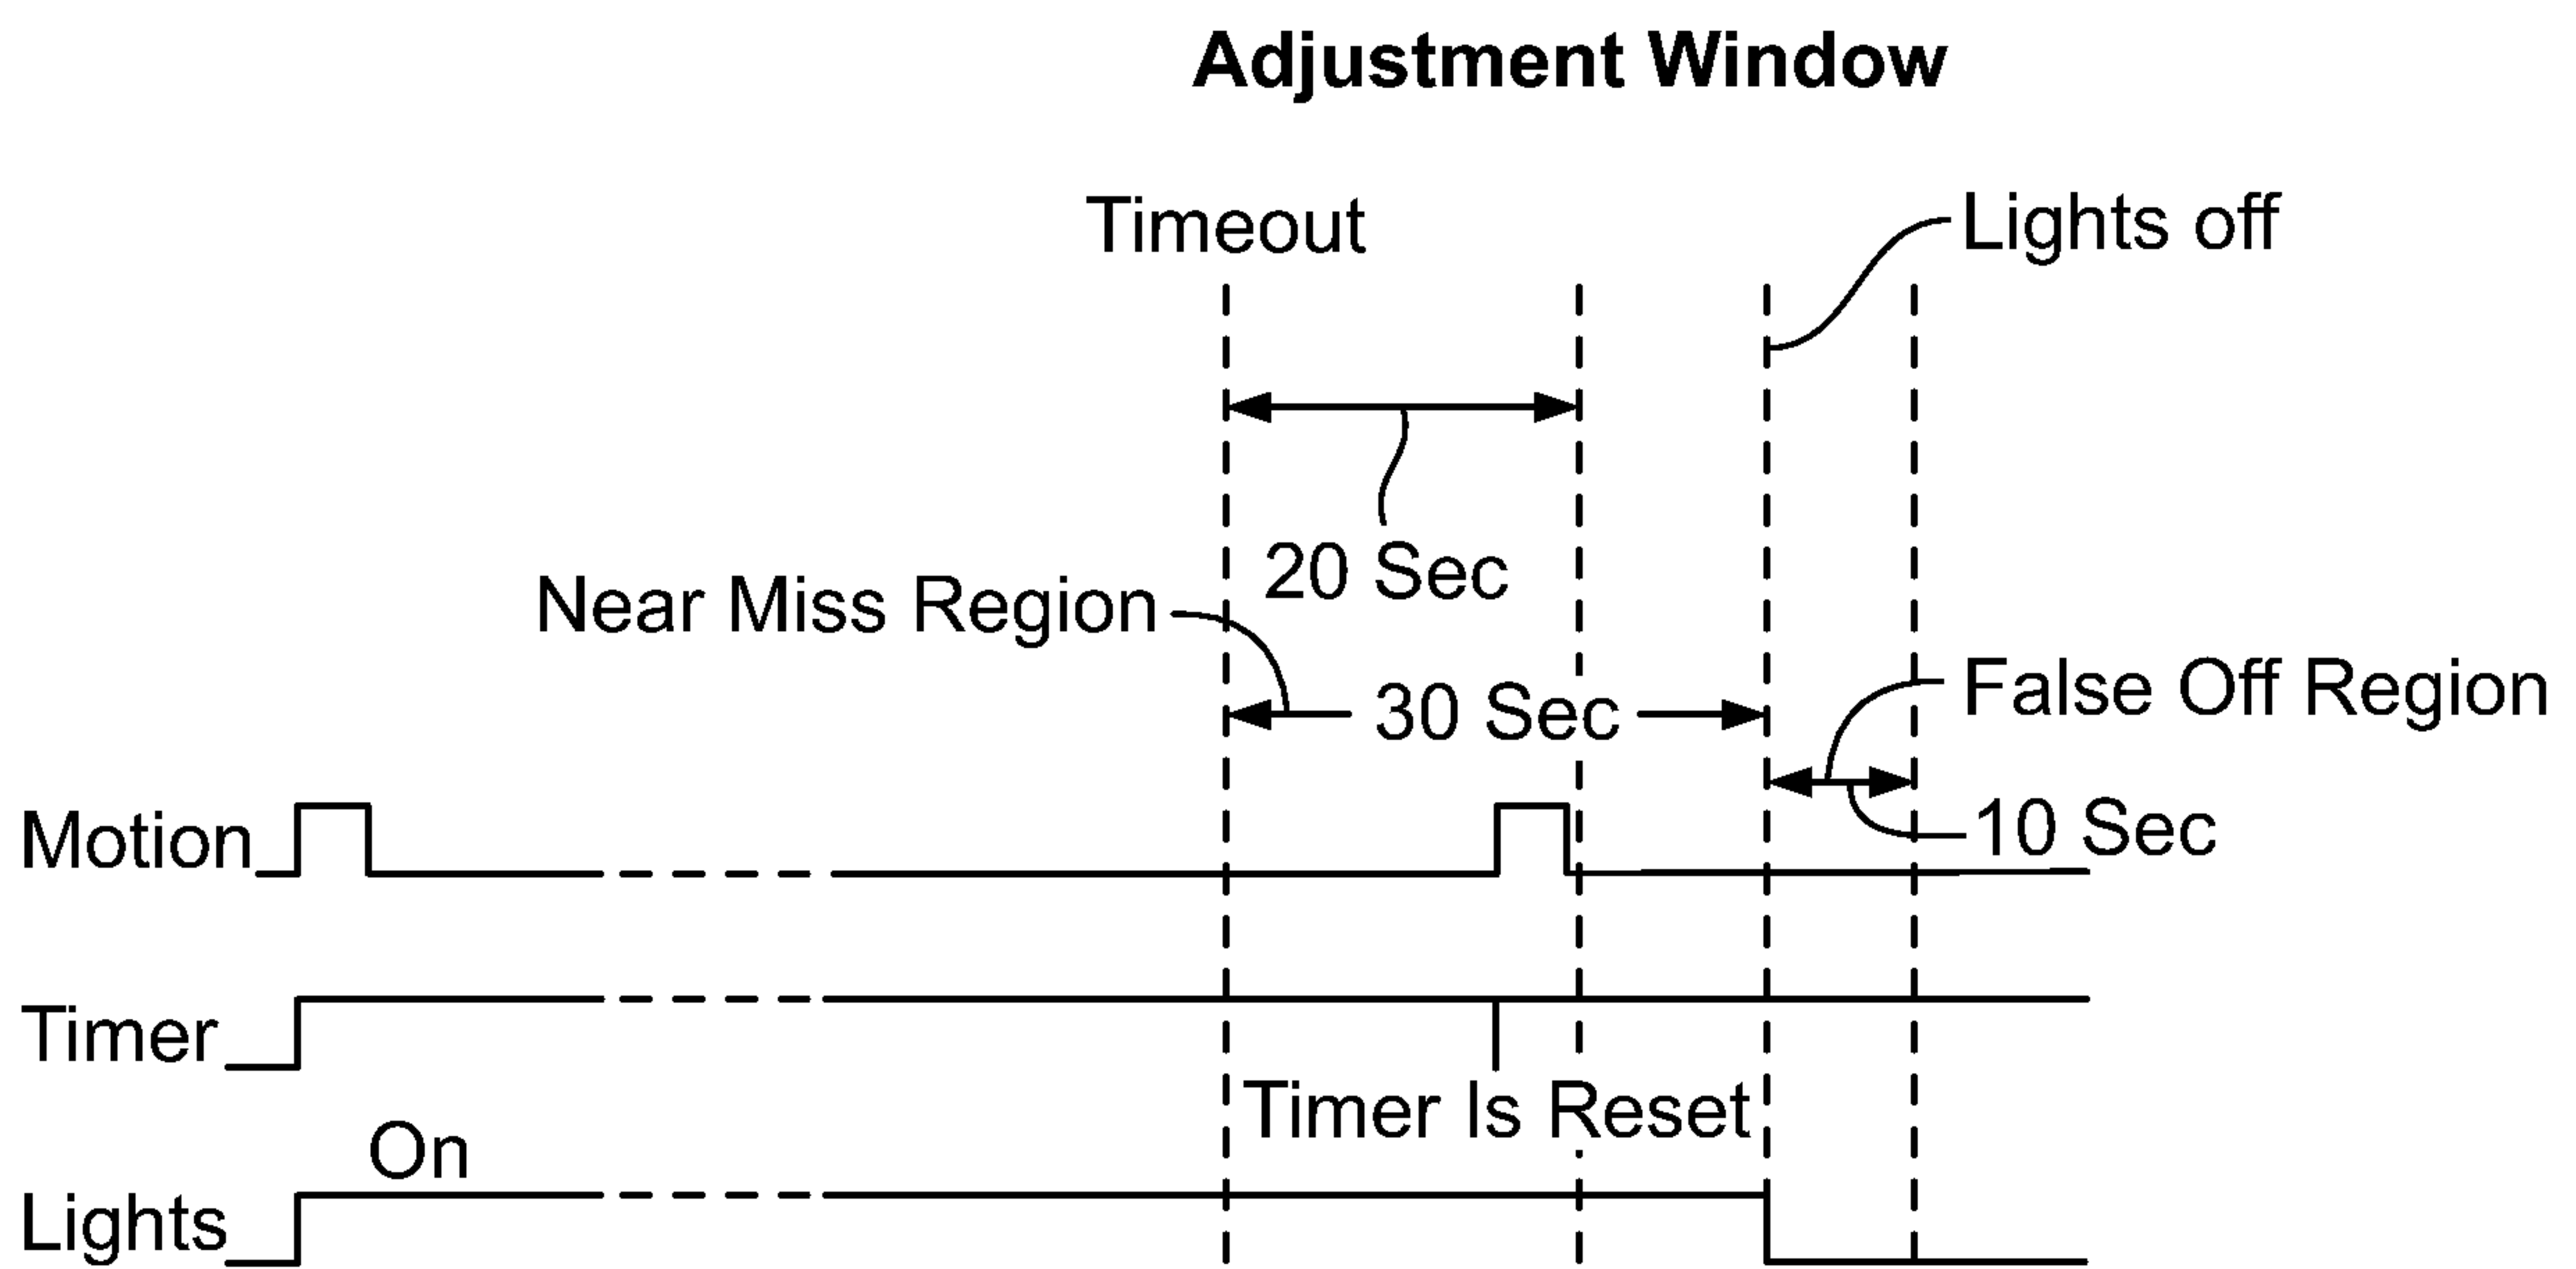 Adjustment Window
Timeout
Lights off
20 Sec
Near Miss Region
30 Sec
False Off Region
10 Sec
Motion
Timer
Timer Is Reset
On
Lights